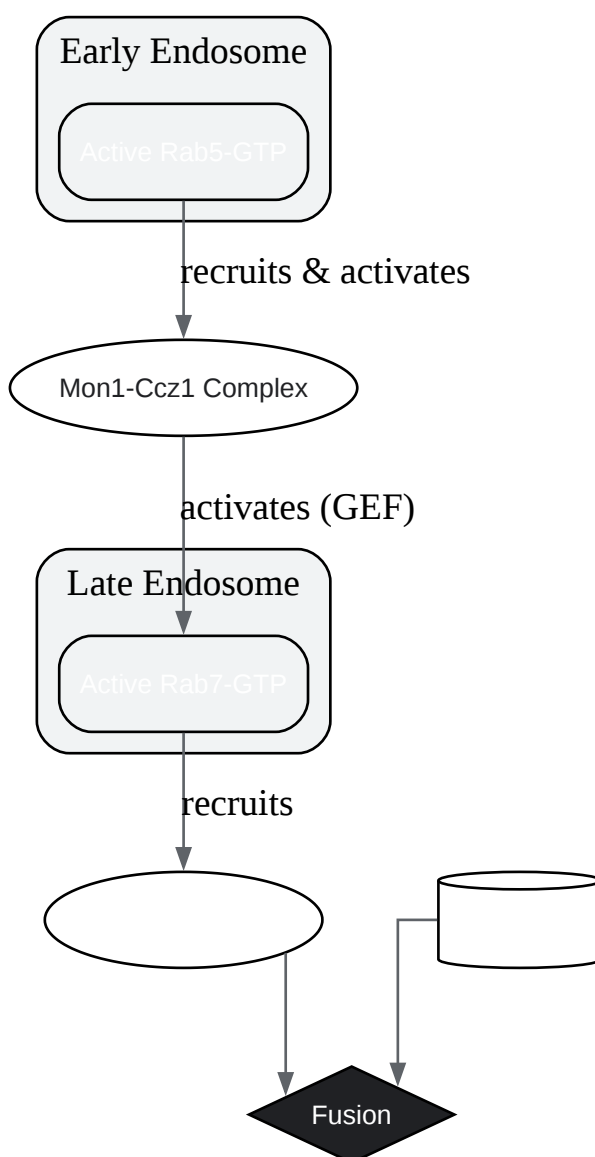 Early Endosome
Active Rab5-GTP
recruits & activates
Mon1-Ccz1 Complex
activates (GEF)
Late Endosome
Active Rab7-GTP
recruits
Fusion